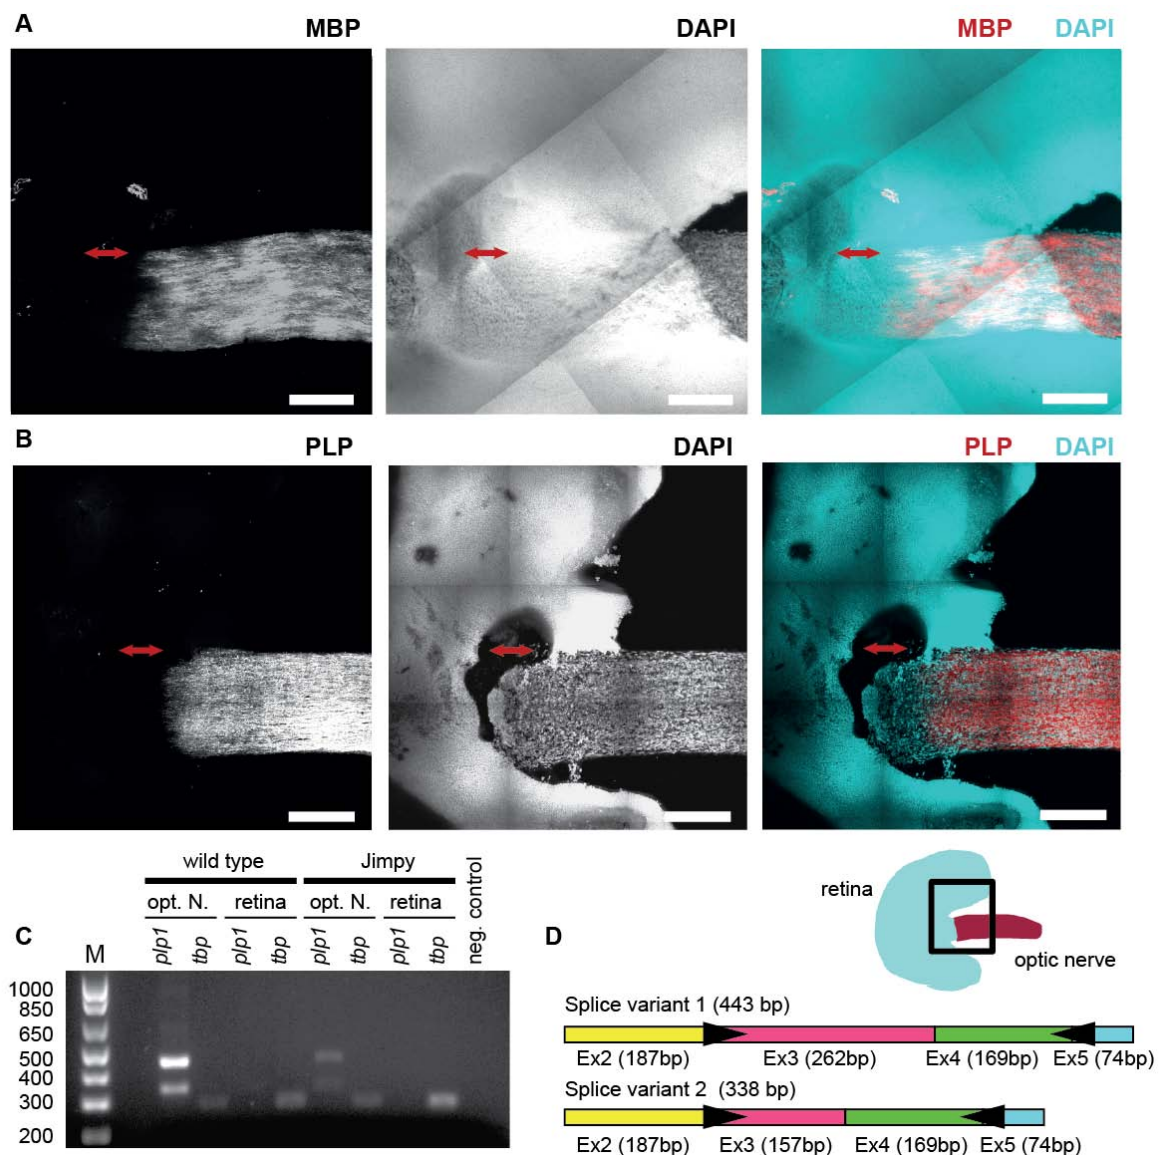 A
MBP
DAPI
MBP DAPI
B
PLP
DAPI
PLP DAPI
wild type Jimpy
opt. N. retina opt. N. retina neg. control
C M plp1 tbp plp1 tbp plp1 tbp plp1 tbp
1000
850
650
500
400
300
200
D
retina
optic nerve
Splice variant 1 (443 bp)
Ex2 (187bp) Ex3 (262bp) Ex4 (169bp) Ex5 (74bp)
Splice variant 2 (338 bp)
Ex2 (187bp) Ex3 (157bp) Ex4 (169bp) Ex5 (74bp)